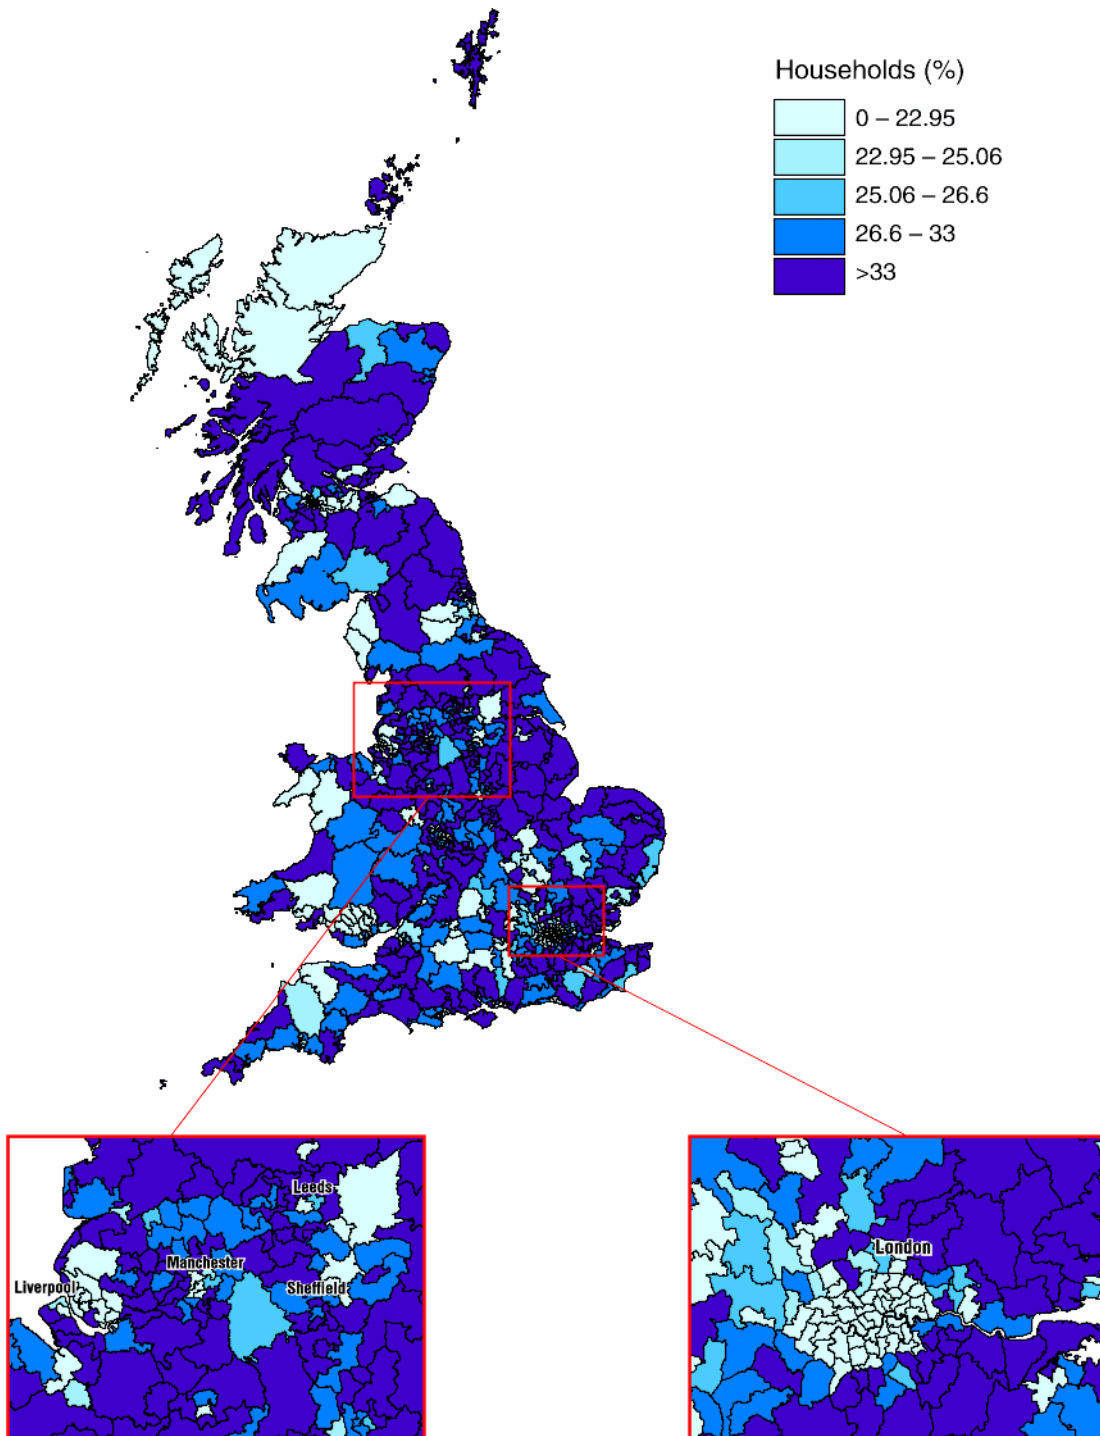 Households (%)
0 – 22.95
22.95 – 25.06
25.06 – 26.6
26.6 – 33
>33
Leeds
Manchester
Liverpool
Sheffield
London